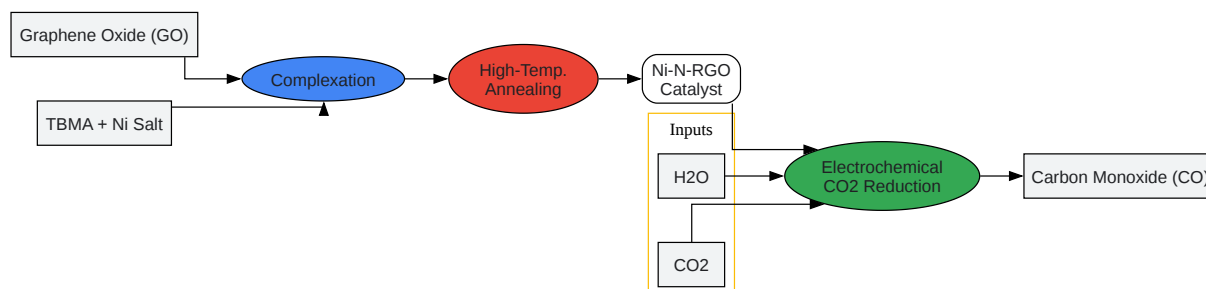 Graphene Oxide (GO)
TBMA + Ni Salt
Complexation
High-Temp.
Annealing
Ni-N-RGO
Catalyst
Inputs
H2O
CO2
Electrochemical
CO2 Reduction
Carbon Monoxide (CO)